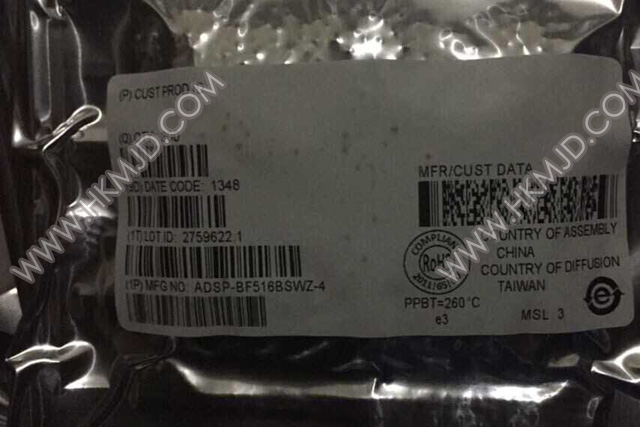 (P) CUST PROD
(Q)
(9D) DATE CODE: 1348
(1T) LOT ID: 2759622.1
(1P) MFG NO: ADSP-BF516BSWZ-4
MFR/CUST DATA
COMPLIANT
RoHS
COUNTRY OF ASSEMBLY
CHINA
COUNTRY OF DIFFUSION
TAIWAN
PPBT=260°C
e3
MSL 3
e
WWW.HKMJD.COM
WWW.HKMJD.COM
WWW.HKMJD.COM